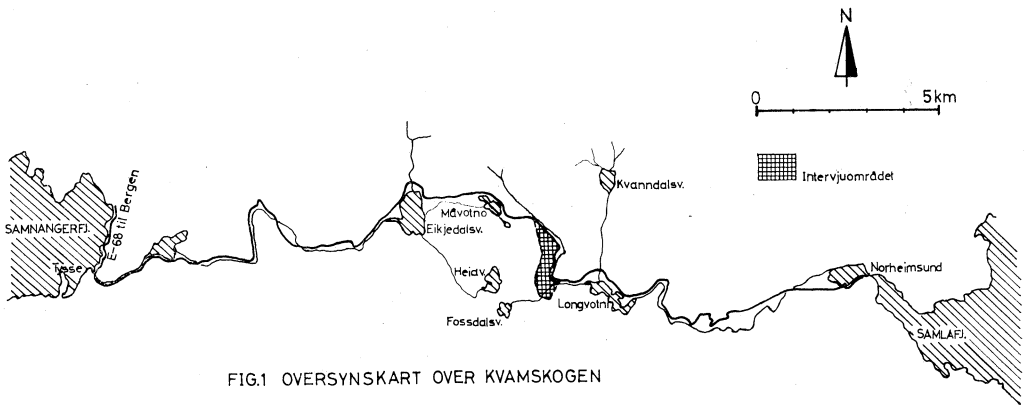 N
0 5km
Intervjuområdet
SAMNANGERFJ.
Tysse
E-68 til Bergen
Eikjedalsv.
Måvotno
Kvanndalsv.
Heiav.
Fossdalsv.
Longvotnh
Norheimsund
SAMLAFJ.
FIG.1 OVERSYNSKART OVER KVAMSKOGEN